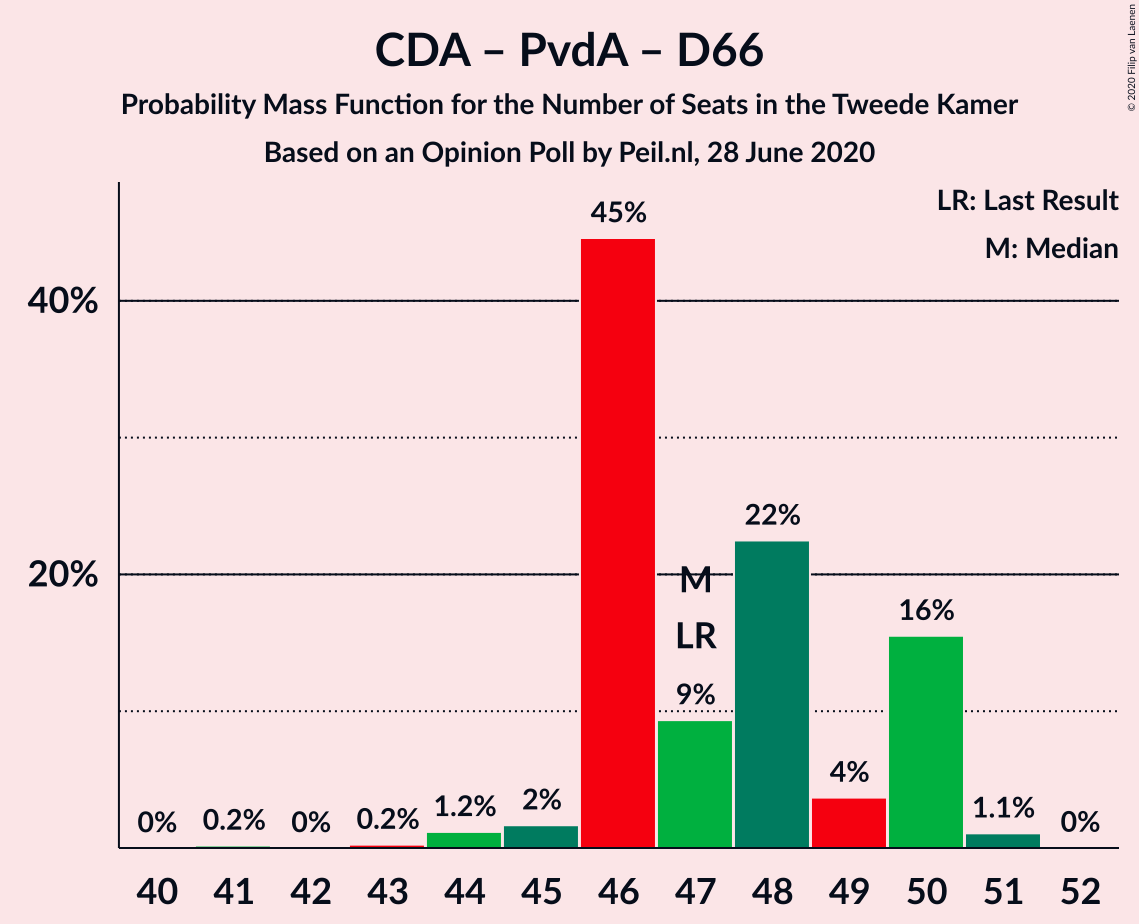 CDA – PvdA – D66
Probability Mass Function for the Number of Seats in the Tweede Kamer
Based on an Opinion Poll by Peil.nl, 28 June 2020
© 2020 Filip van Laenen
LR: Last Result
M: Median
40%
20%
0%
0.2%
0%
0.2%
1.2%
2%
45%
M
LR
9%
22%
4%
16%
1.1%
0%
40 41 42 43 44 45 46 47 48 49 50 51 52